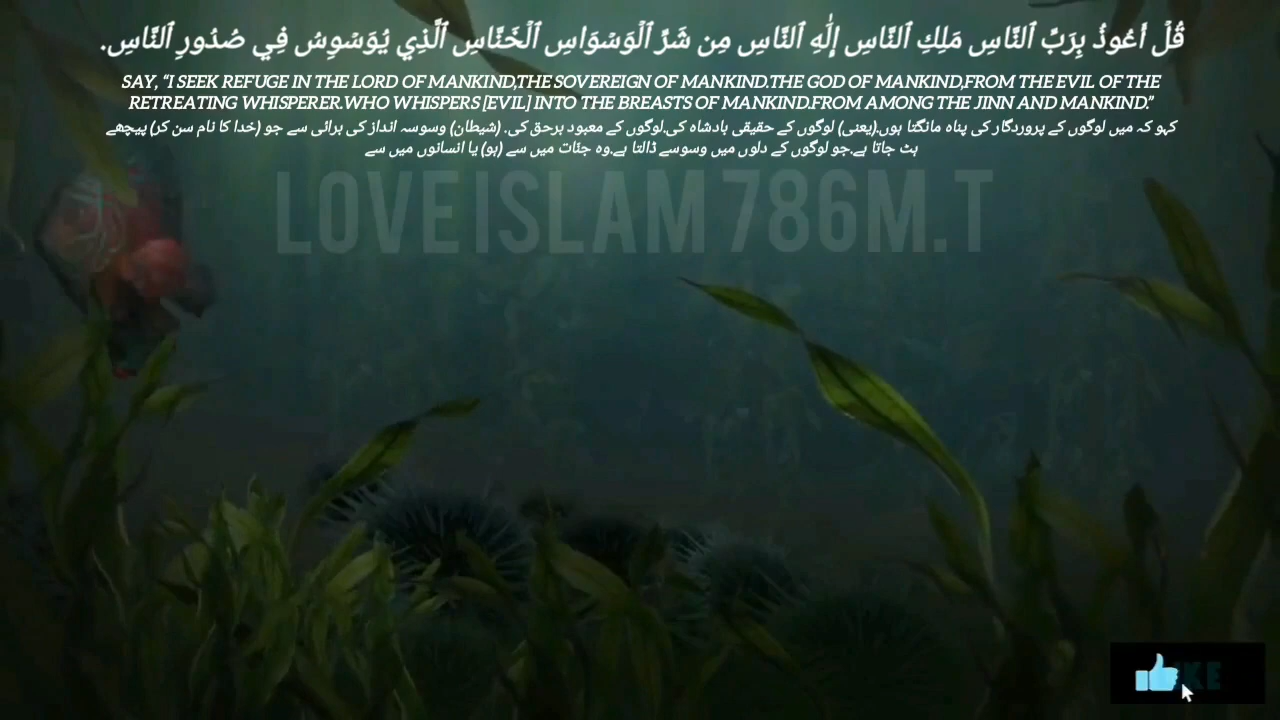 قُلْ أَعُوذُ بِرَبِّ ٱلنَّاسِ مَلِكِ ٱلنَّاسِ إِلَٰهِ ٱلنَّاسِ مِن شَرِّ ٱلْوَسْوَاسِ ٱلْخَنَّاسِ ٱلَّذِي يُوَسْوِسُ فِي صُدُورِ ٱلنَّاسِ.
SAY, “I SEEK REFUGE IN THE LORD OF MANKIND,THE SOVEREIGN OF MANKIND.THE GOD OF MANKIND,FROM THE EVIL OF THE
RETREATING WHISPERER.WHO WHISPERS [EVIL] INTO THE BREASTS OF MANKIND.FROM AMONG THE JINN AND MANKIND.”
کہو کہ میں لوگوں کے پروردگار کی پناہ مانگتا ہوں.(یعنی) لوگوں کے حقیقی بادشاہ کی.لوگوں کے معبود برحق کی. (شیطان) وسوسہ انداز کی برائی سے جو (خدا کا نام سن کر) پیچھے
ہٹ جاتا ہے.جو لوگوں کے دلوں میں وسوسے ڈالتا ہے.وہ جنّات میں سے (ہو) یا انسانوں میں سے
LOVE ISLAM 786M.T